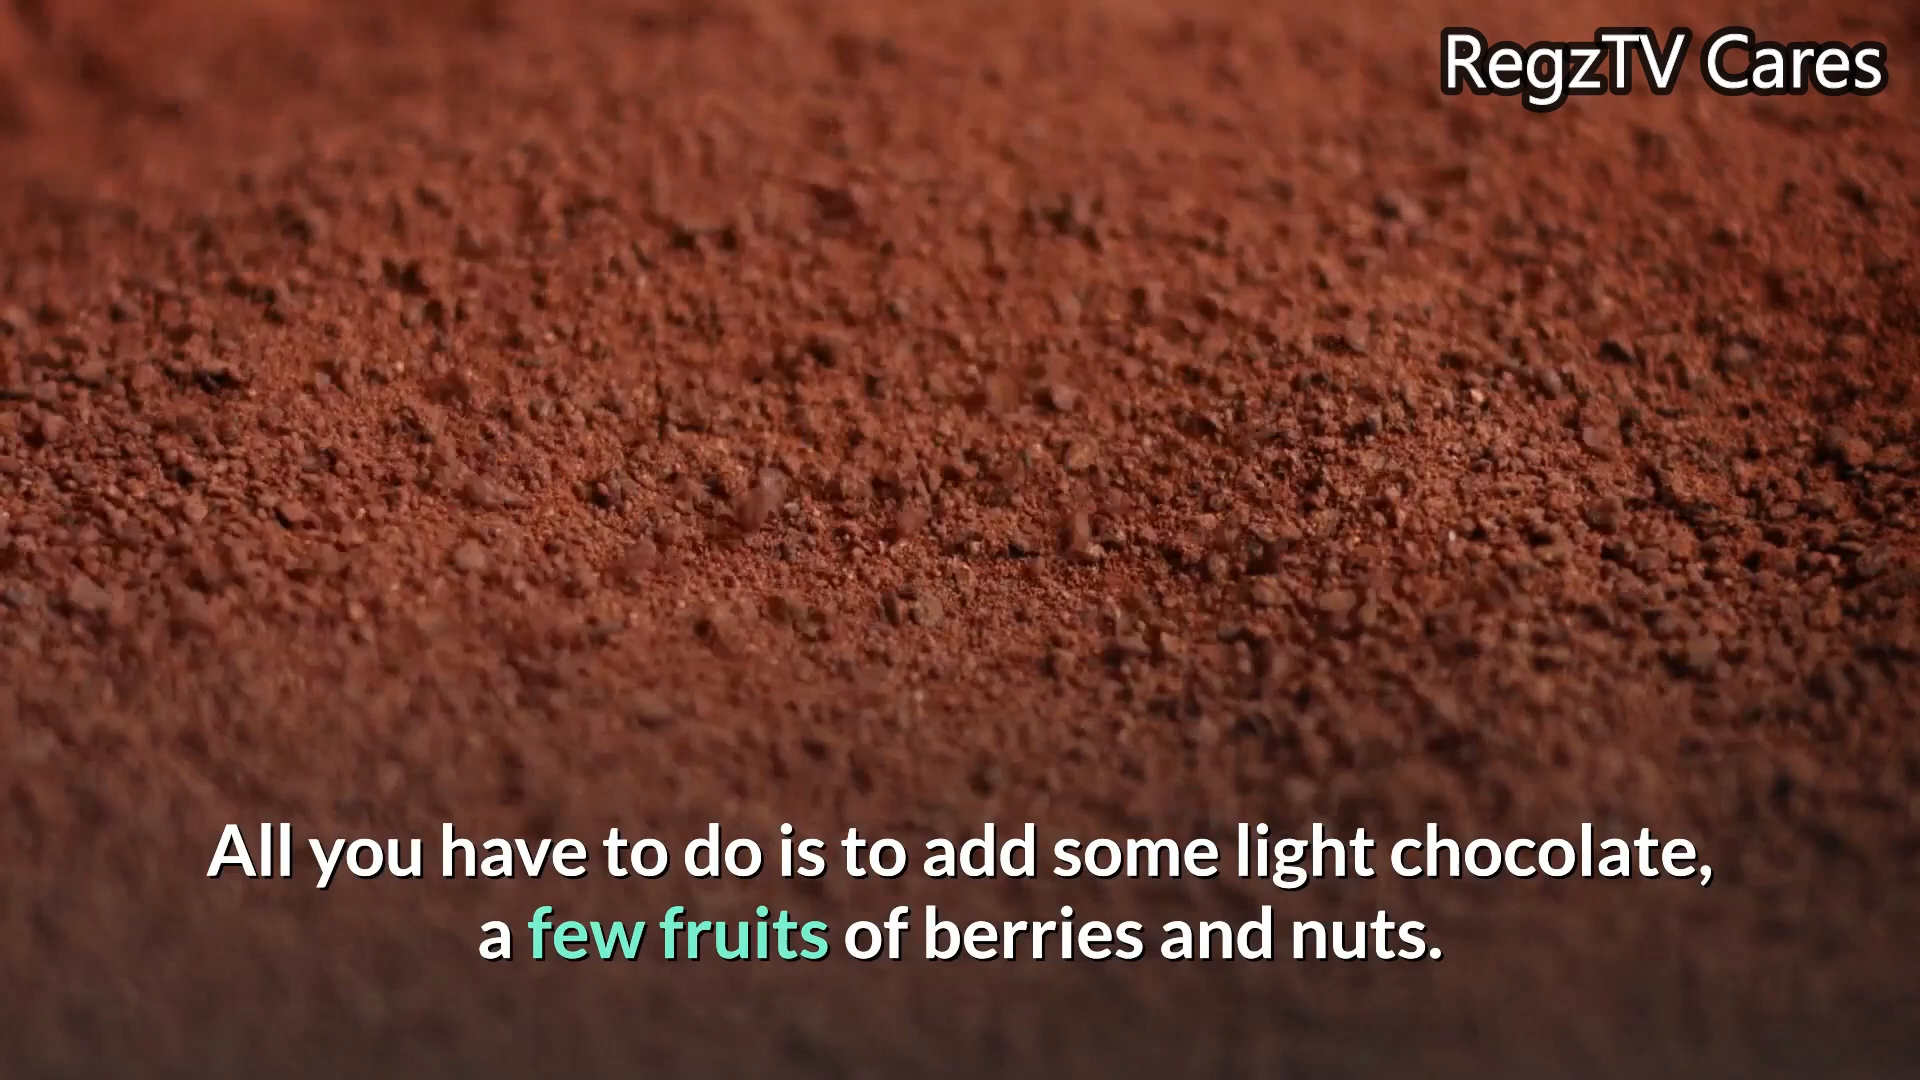 RegzTV Cares
All you have to do is to add some light chocolate,
a few fruits of berries and nuts.